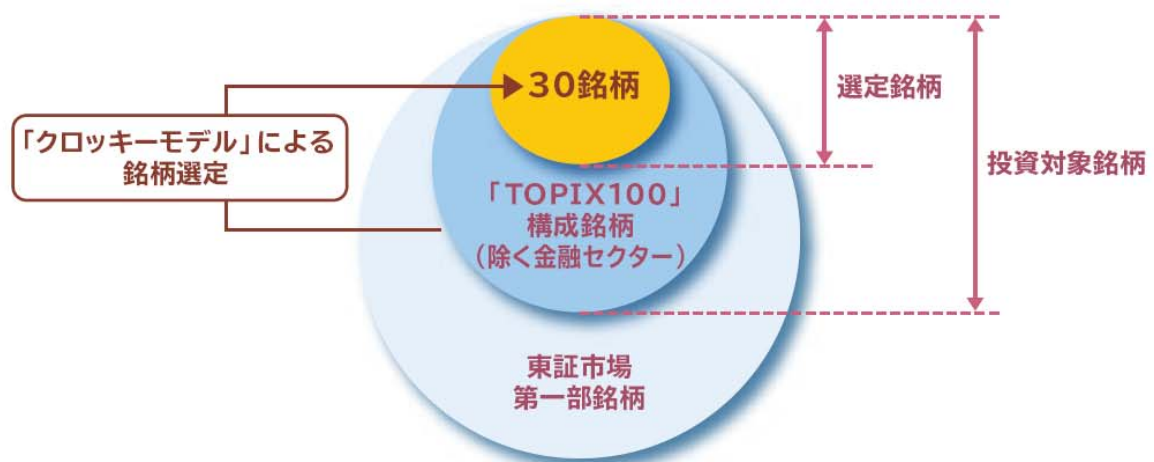 30銘柄
選定銘柄
「クロッキーモデル」による
銘柄選定
投資対象銘柄
「TOPIX100」
構成銘柄
(除く金融セクター)
東証市場
第一部銘柄